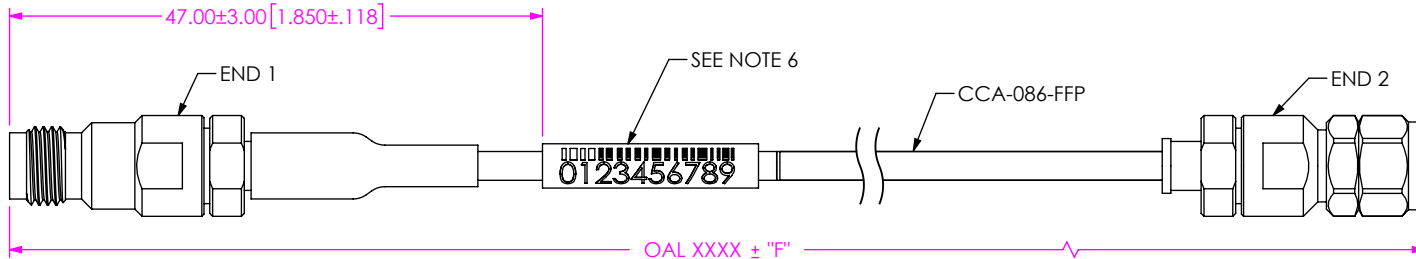 47.00±3.00[1.850±.118]
END 1
SEE NOTE 6
CCA-086-FFP
END 2
0123456789
OAL XXXX ± "F"